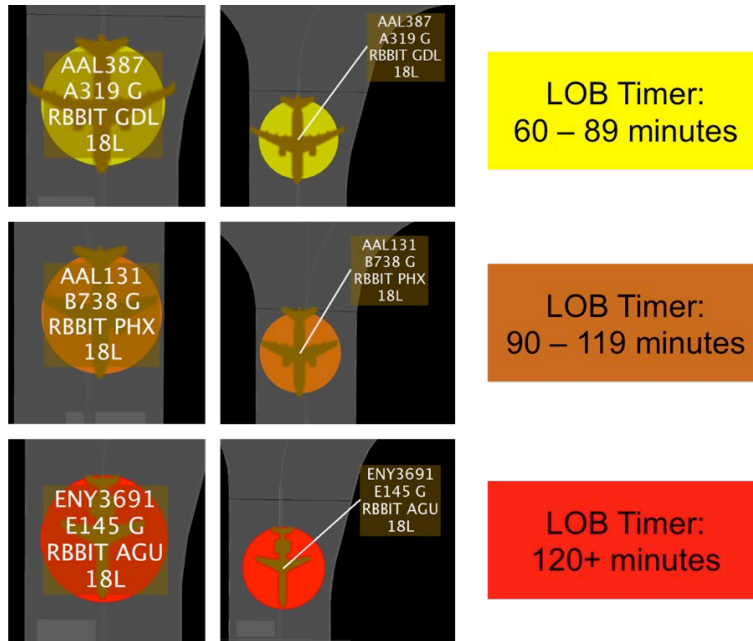 AAL387
A319 G
RBBIT GDL
18L
AAL387
A319 G
RBBIT GDL
18L
LOB Timer:
60 – 89 minutes
AAL131
B738 G
RBBIT PHX
18L
AAL131
B738 G
RBBIT PHX
18L
LOB Timer:
90 – 119 minutes
ENY3691
E145 G
RBBIT AGU
18L
ENY3691
E145 G
RBBIT AGU
18L
LOB Timer:
120+ minutes